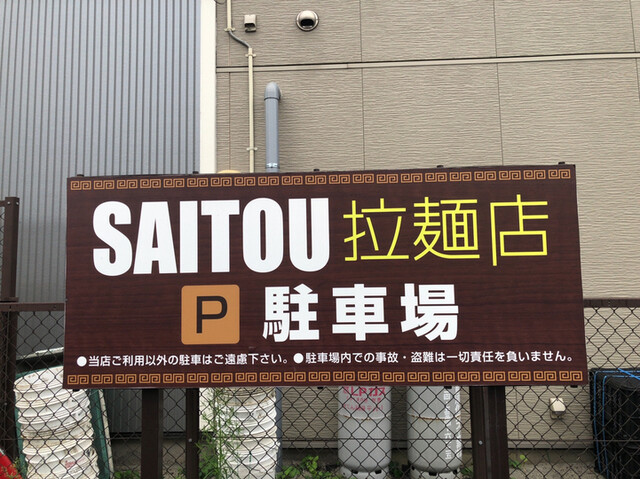 SAITOU 拉麺店
P 駐車場
●当店ご利用以外の駐車はご遠慮下さい。●駐車場内での事故・盗難は一切責任を負いません。